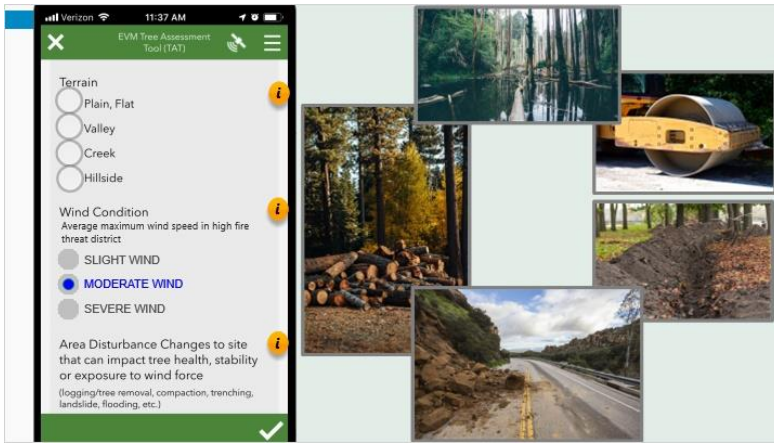 Verizon 11:37 AM
EVM Tree Assessment
Tool (TAT)
Terrain
Plain, Flat
Valley
Creek
Hillside
Wind Condition
Average maximum wind speed in high fire
threat district
SLIGHT WIND
MODERATE WIND
SEVERE WIND
Area Disturbance Changes to site
that can impact tree health, stability
or exposure to wind force
(logging/tree removal, compaction, trenching,
landslide, flooding, etc.)
i
i
i